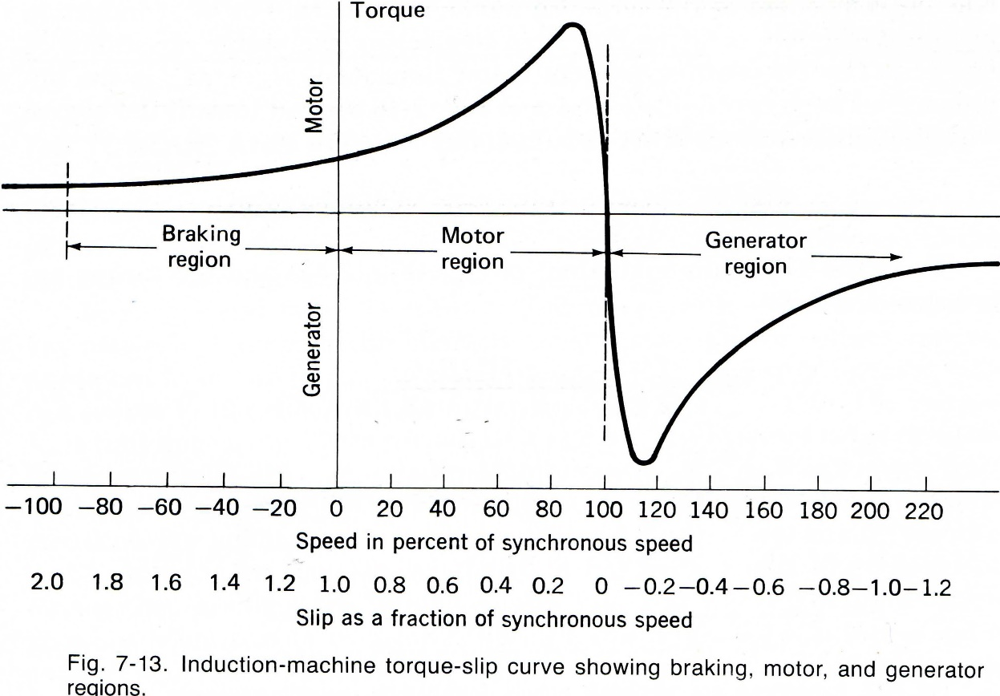 Torque
Motor
Braking
region
Motor
region
Generator
region
Generator
−100 −80 −60 −40 −20 0 20 40 60 80 100 120 140 160 180 200 220
Speed in percent of synchronous speed
2.0 1.8 1.6 1.4 1.2 1.0 0.8 0.6 0.4 0.2 0 −0.2 −0.4 −0.6 −0.8 −1.0 −1.2
Slip as a fraction of synchronous speed
Fig. 7-13. Induction-machine torque-slip curve showing braking, motor, and generator
regions.